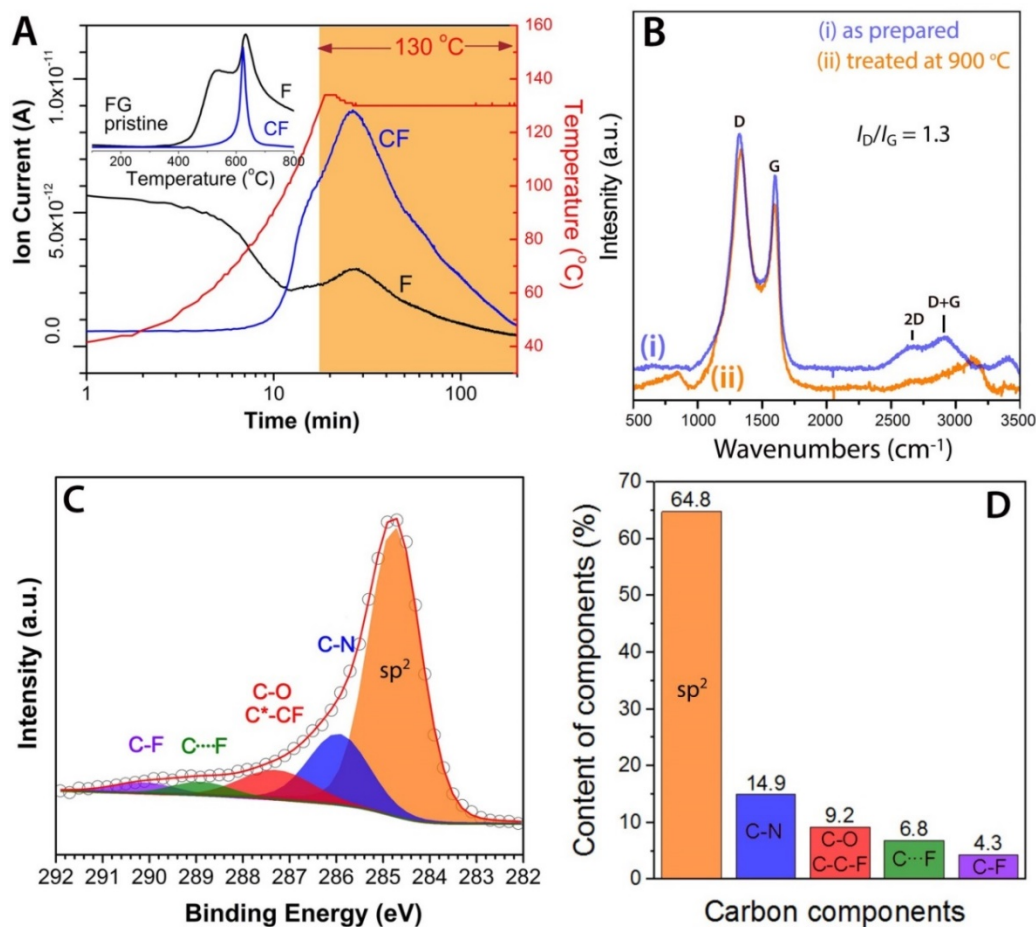 A
130 °C
FG
pristine
F
CF
200 400 600 800
Temperature (°C)
CF
F
1.0x10⁻¹¹
5.0x10⁻¹²
0.0
Ion Current (A)
160
140
120
100
80
60
40
Temperature (°C)
1 10 100
Time (min)
B
(i) as prepared
(ii) treated at 900 °C
D
G
I_D/I_G = 1.3
2D
D+G
(i)
(ii)
Intesnity (a.u.)
500 1000 1500 2000 2500 3000 3500
Wavenumbers (cm⁻¹)
C
C-N
sp²
C-O
C*-CF
C-F
C····F
Intensity (a.u.)
292 291 290 289 288 287 286 285 284 283 282
Binding Energy (eV)
D
70
60
50
40
30
20
10
0
Content of components (%)
64.8
sp²
14.9
C-N
9.2
C-O
C-C-F
6.8
C···F
4.3
C-F
Carbon components